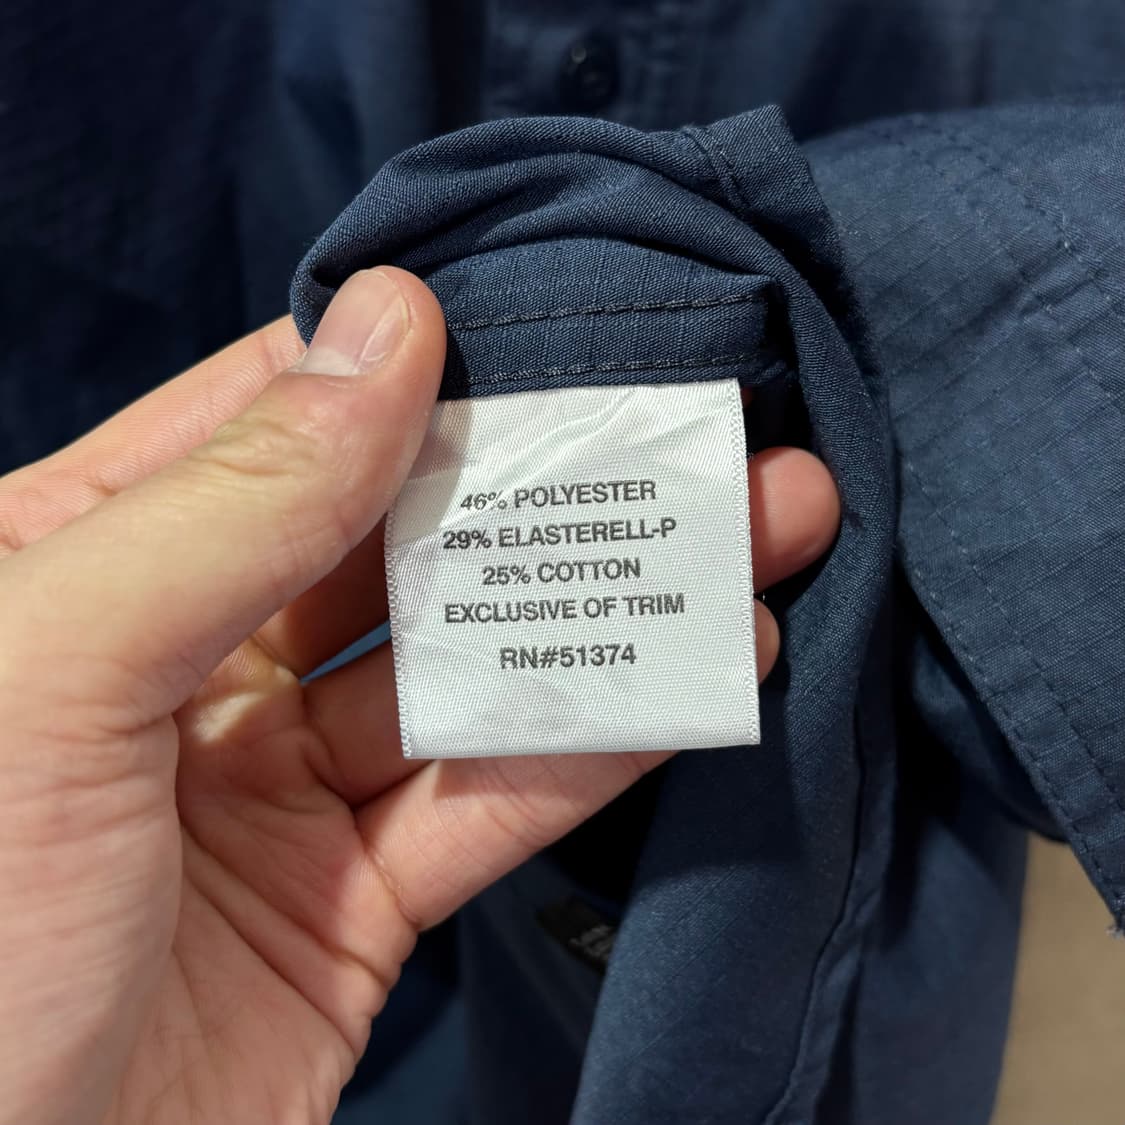 46% POLYESTER
29% ELASTERELL-P
25% COTTON
EXCLUSIVE OF TRIM
RN#51374